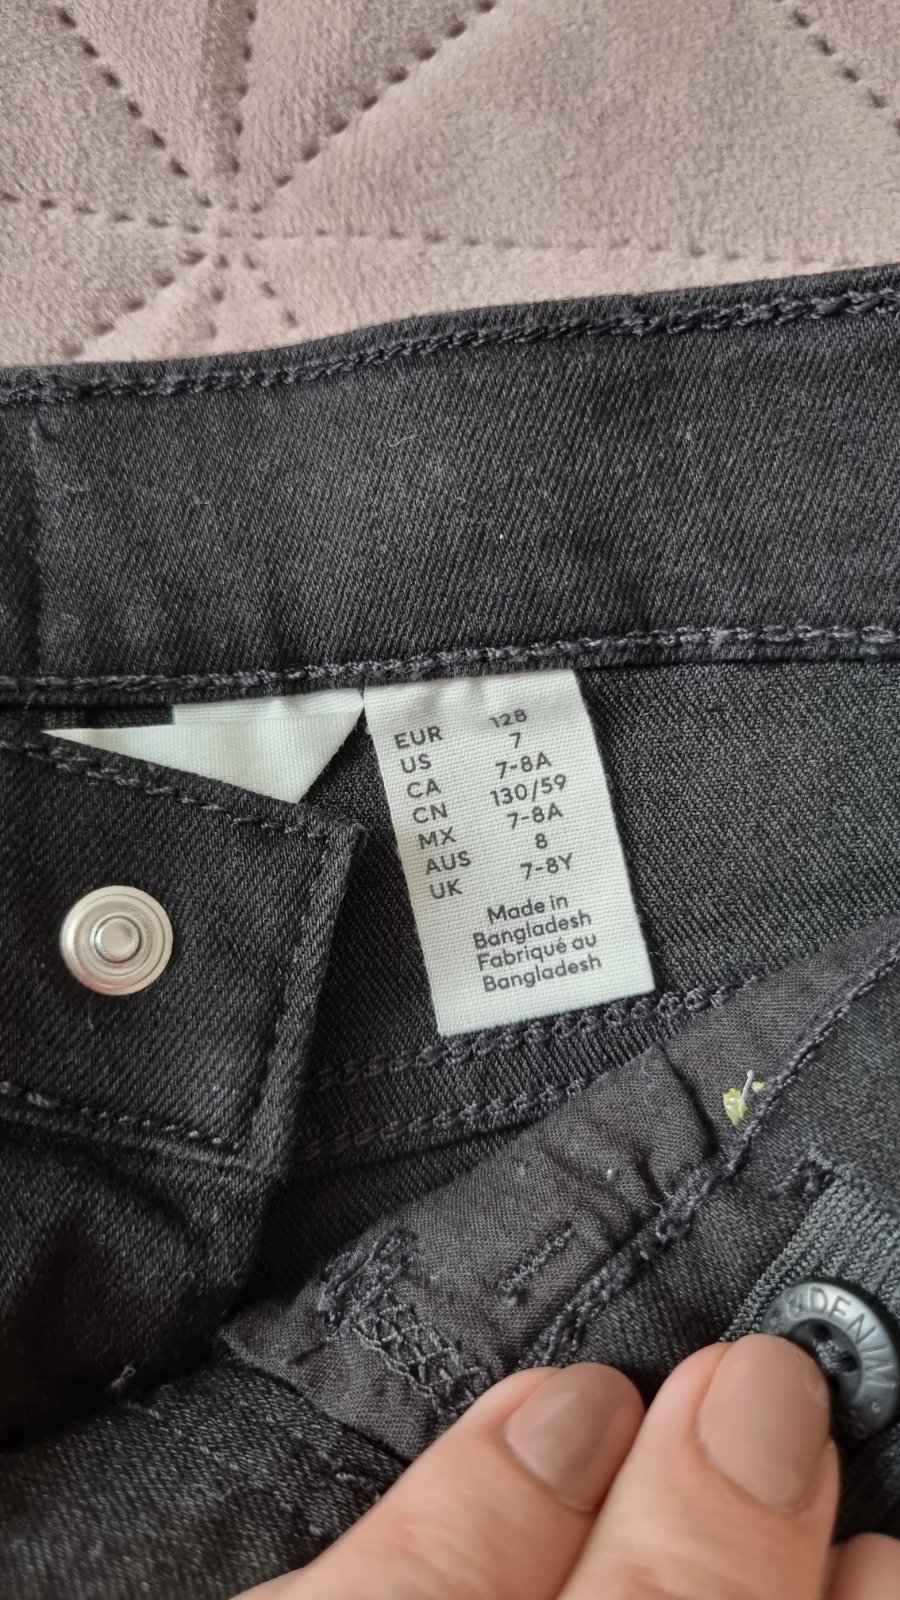 EUR 128
US 7
CA 7-8A
CN 130/59
MX 7-8A
AUS 8
UK 7-8Y
Made in
Bangladesh
Fabriqué au
Bangladesh
&DENIM